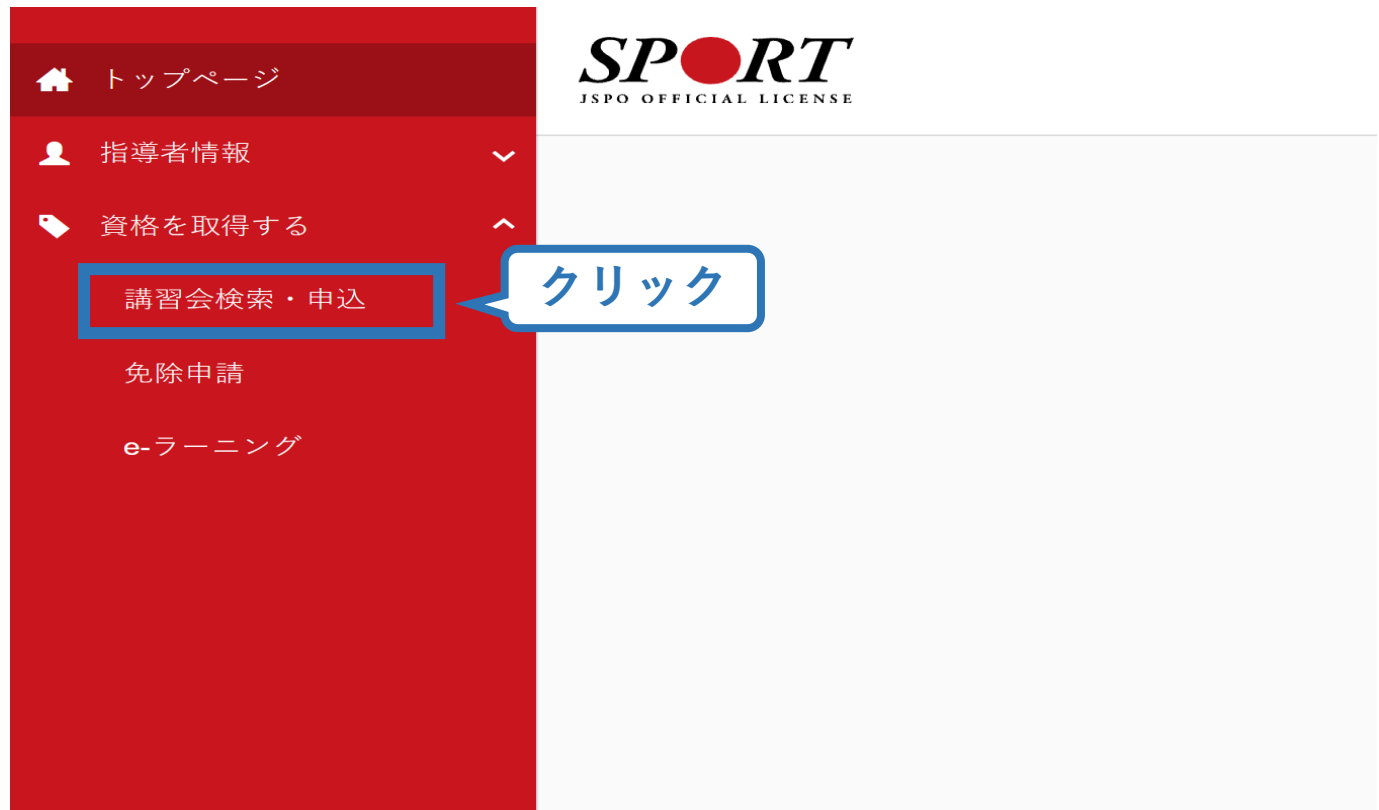 トップページ
指導者情報
資格を取得する
講習会検索・申込
免除申請
e-ラーニング
クリック
SPORT
JSPO OFFICIAL LICENSE